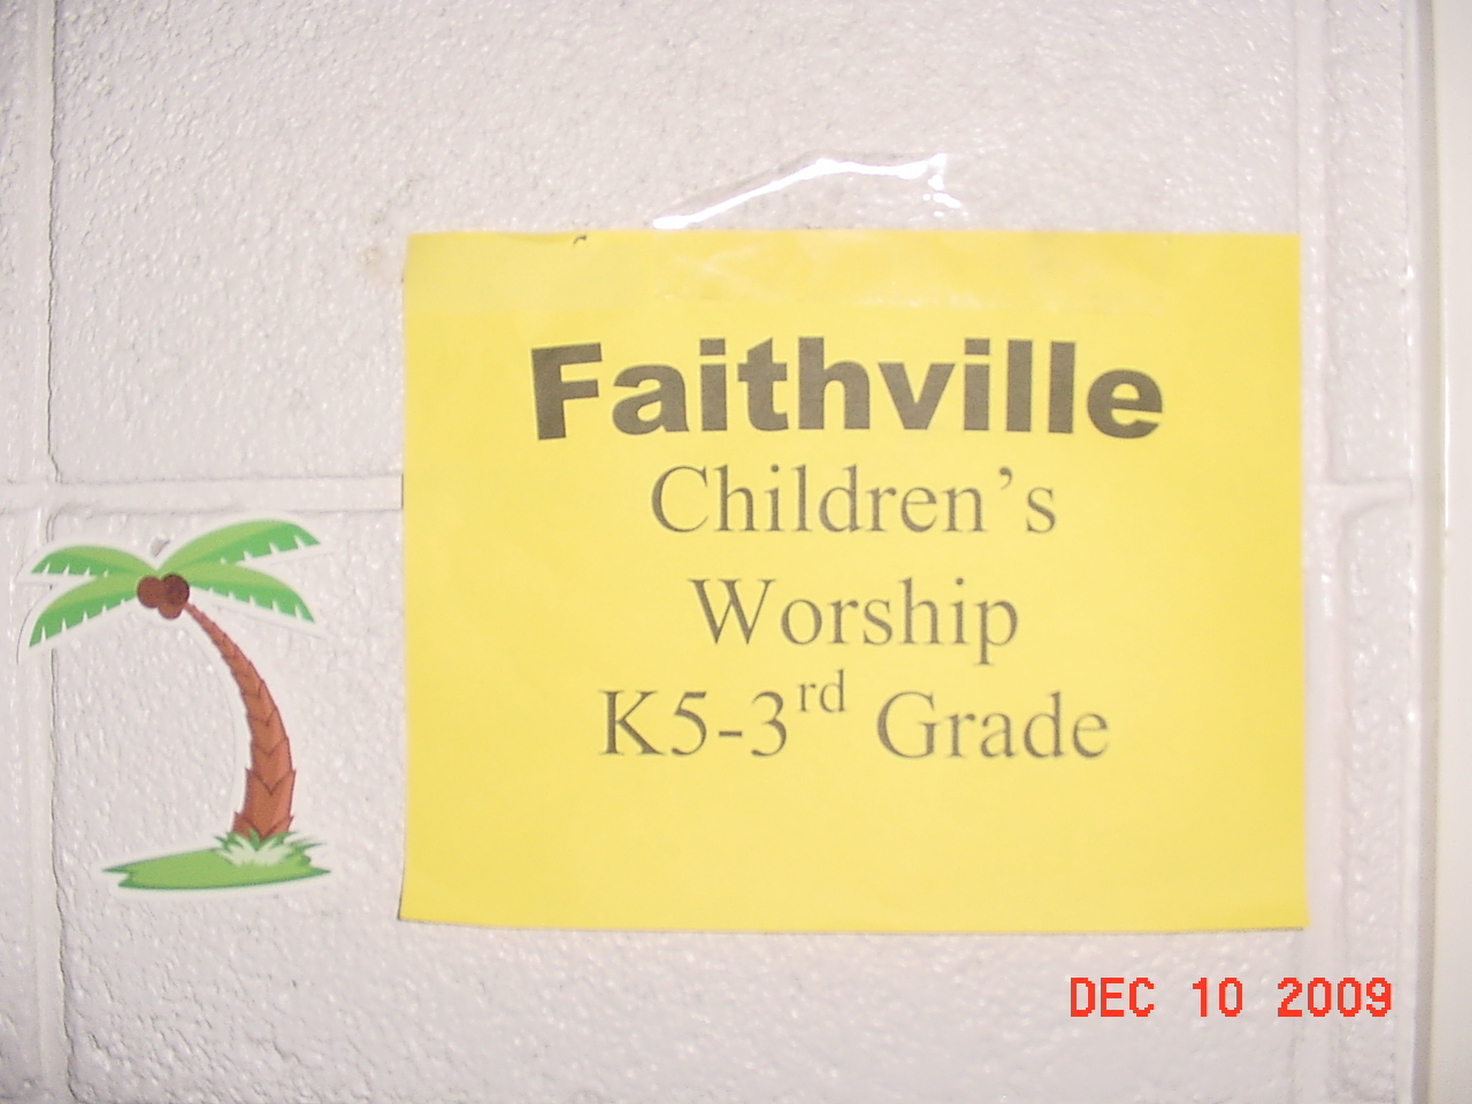 Faithville
Children’s
Worship
K5-3rd Grade
DEC 10 2009